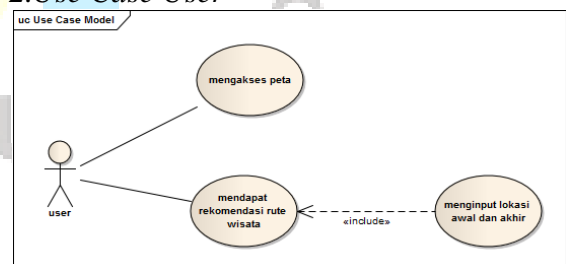 2.Use Case User
uc Use Case Model
mengakses peta
user
mendapat
rekomendasi rute
wisata
«include»
menginput lokasi
awal dan akhir